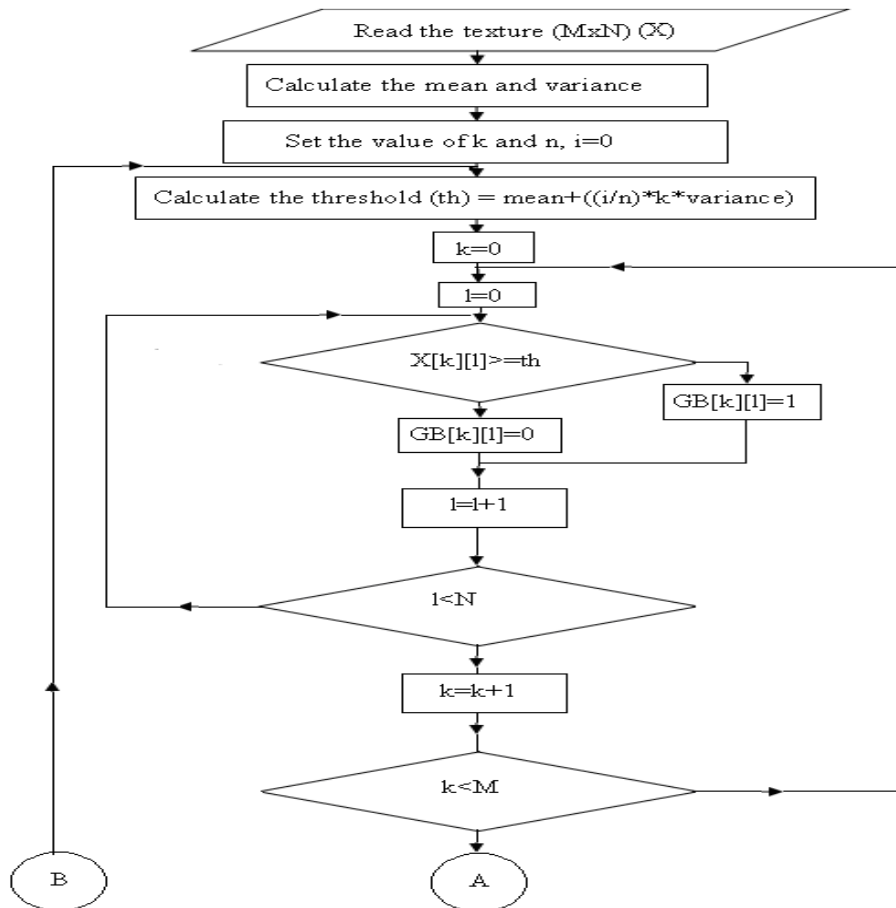 Read the texture (MxN) (X)
Calculate the mean and variance
Set the value of k and n, i=0
Calculate the threshold (th) = mean+((i/n)*k*variance)
k=0
l=0
X[k][l]>=th
GB[k][l]=1
GB[k][l]=0
l=l+1
l<N
k=k+1
k<M
B
A